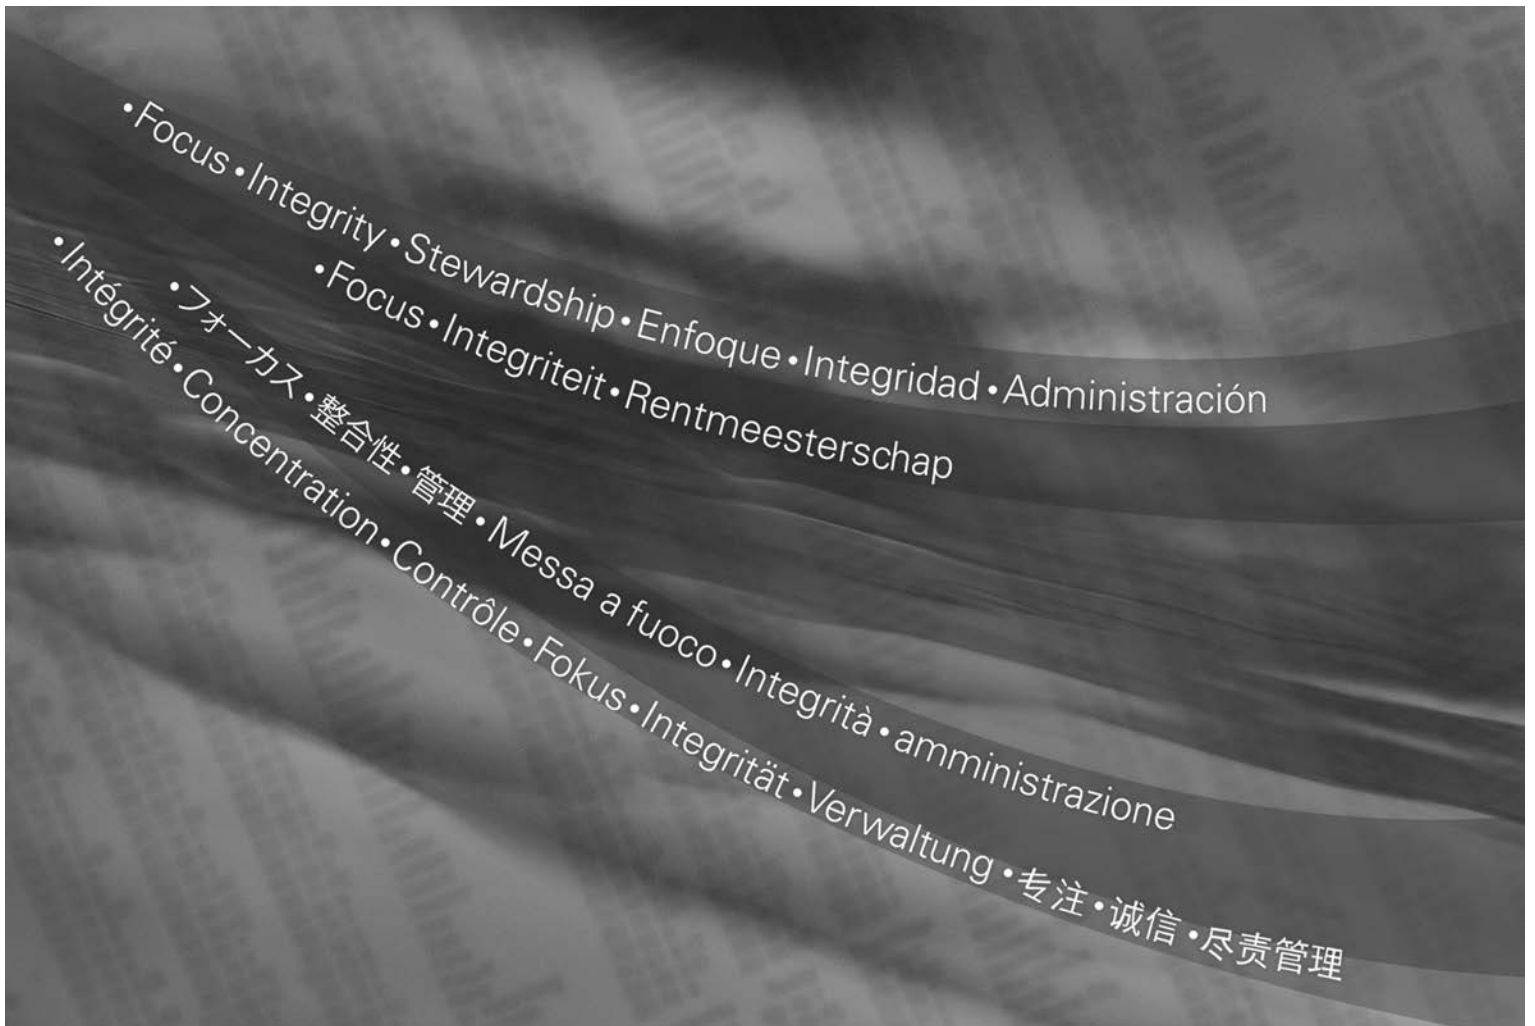 •Focus•Integrity•Stewardship•Enfoque•Integridad•Administración
•Focus•Integriteit•Rentmeesterschap
•フォーカス•整合性•管理•Messa a fuoco•Integrità•amministrazione
•Intégrité•Concentration•Contrôle•Fokus•Integrität•Verwaltung•专注•诚信•尽责管理